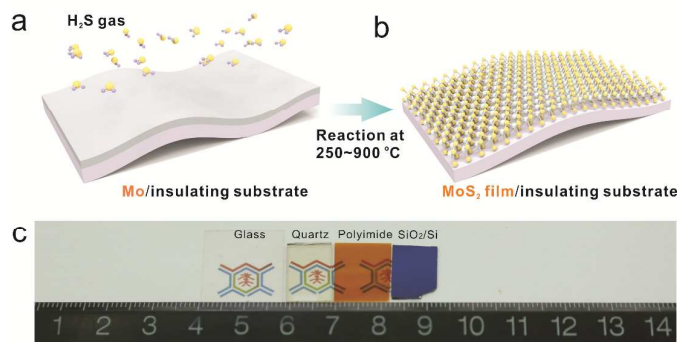 a
b
H₂S gas
Reaction at
250~900 °C
Mo/insulating substrate
MoS₂ film/insulating substrate
c
Glass Quartz Polyimide SiO₂/Si
1 2 3 4 5 6 7 8 9 10 11 12 13 14